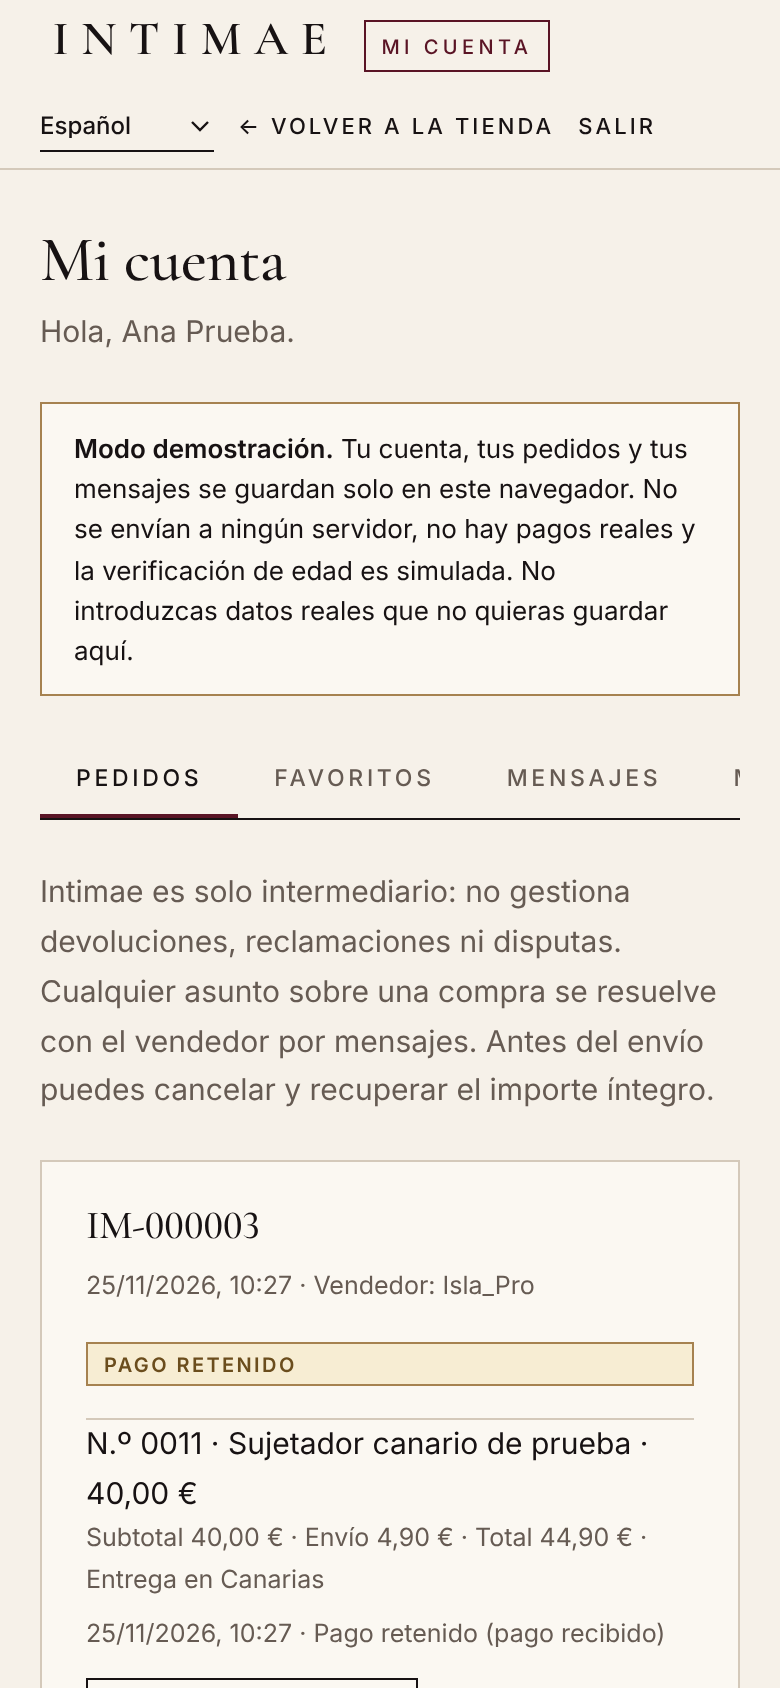 INTIMAE
MI CUENTA
Español
← VOLVER A LA TIENDA
SALIR
Mi cuenta
Hola, Ana Prueba.
Modo demostración. Tu cuenta, tus pedidos y tus
mensajes se guardan solo en este navegador. No
se envían a ningún servidor, no hay pagos reales y
la verificación de edad es simulada. No
introduzcas datos reales que no quieras guardar
aquí.
PEDIDOS
FAVORITOS
MENSAJES
Intimae es solo intermediario: no gestiona
devoluciones, reclamaciones ni disputas.
Cualquier asunto sobre una compra se resuelve
con el vendedor por mensajes. Antes del envío
puedes cancelar y recuperar el importe íntegro.
IM-000003
25/11/2026, 10:27 · Vendedor: Isla_Pro
PAGO RETENIDO
N.º 0011 · Sujetador canario de prueba ·
40,00 €
Subtotal 40,00 € · Envío 4,90 € · Total 44,90 € ·
Entrega en Canarias
25/11/2026, 10:27 · Pago retenido (pago recibido)